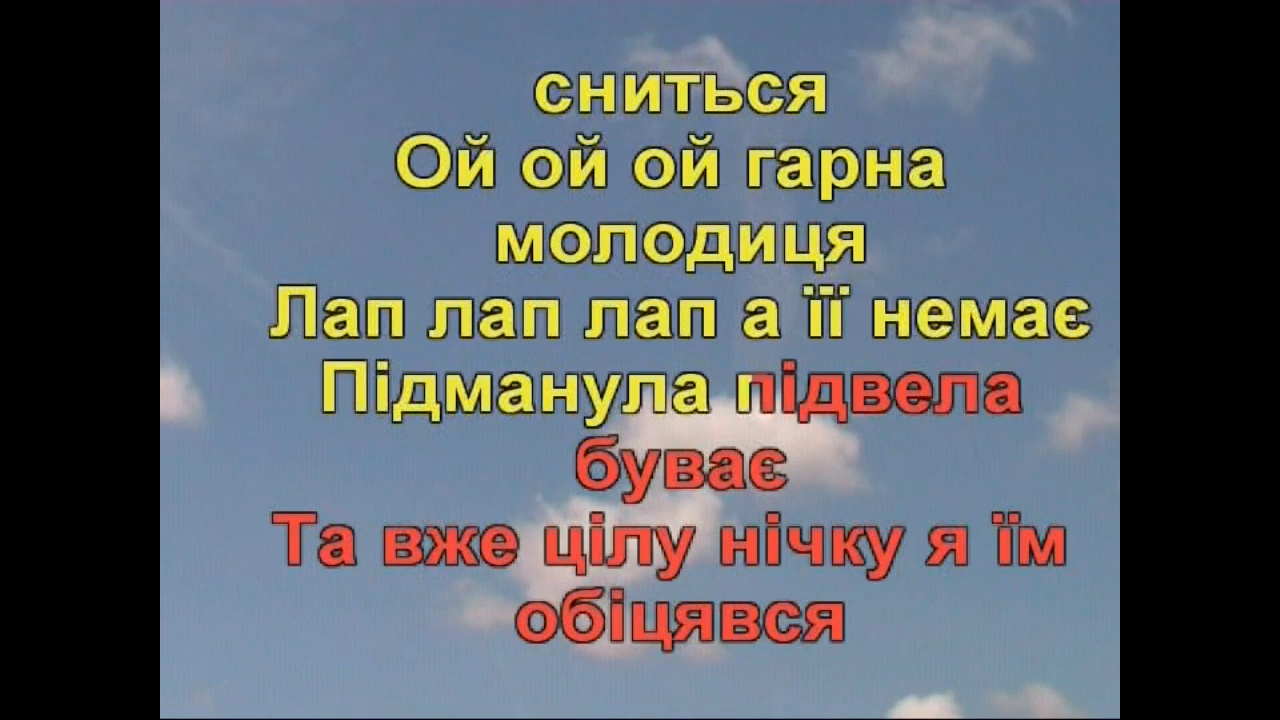 сниться
Ой ой ой гарна
молодиця
Лап лап лап а її немає
Підманула підвела
буває
Та вже цілу нічку я їм
обіцявся